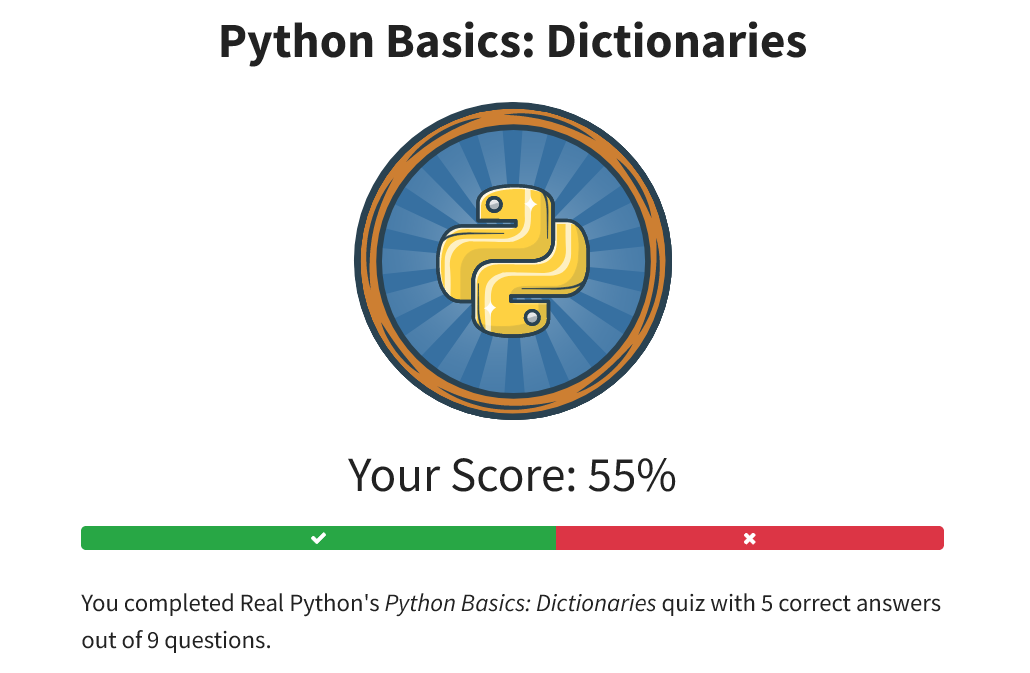 Python Basics: Dictionaries
Your Score: 55%
You completed Real Python's Python Basics: Dictionaries quiz with 5 correct answers
out of 9 questions.